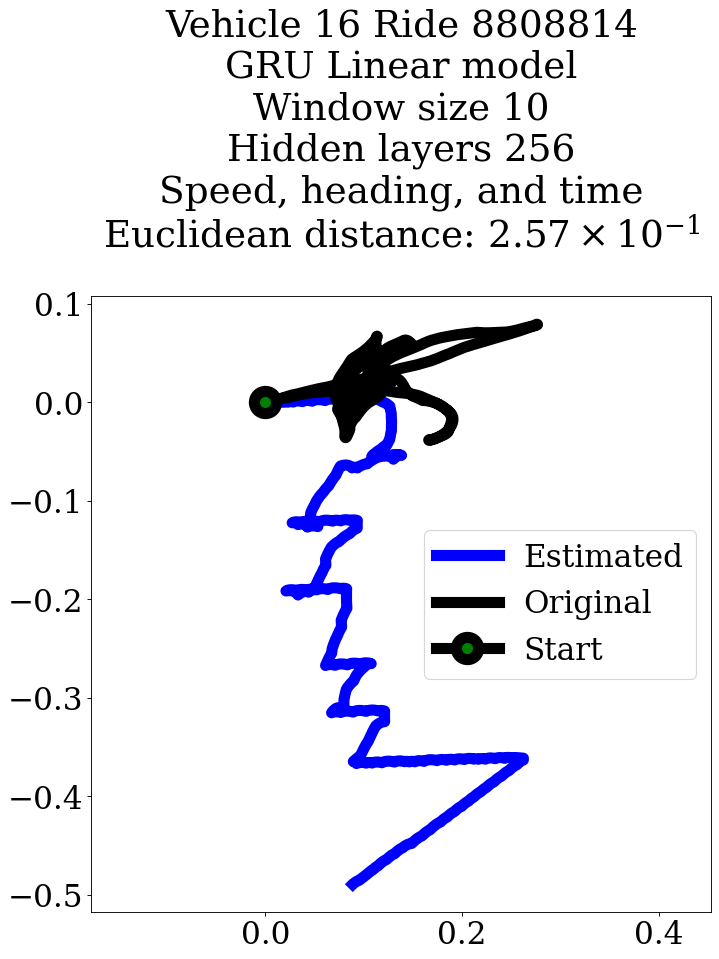 Vehicle 16 Ride 8808814
GRU Linear model
Window size 10
Hidden layers 256
Speed, heading, and time
Euclidean distance: 2.57 × 10⁻¹
0.1
0.0
−0.1
−0.2
−0.3
−0.4
−0.5
Estimated
Original
Start
0.0 0.2 0.4